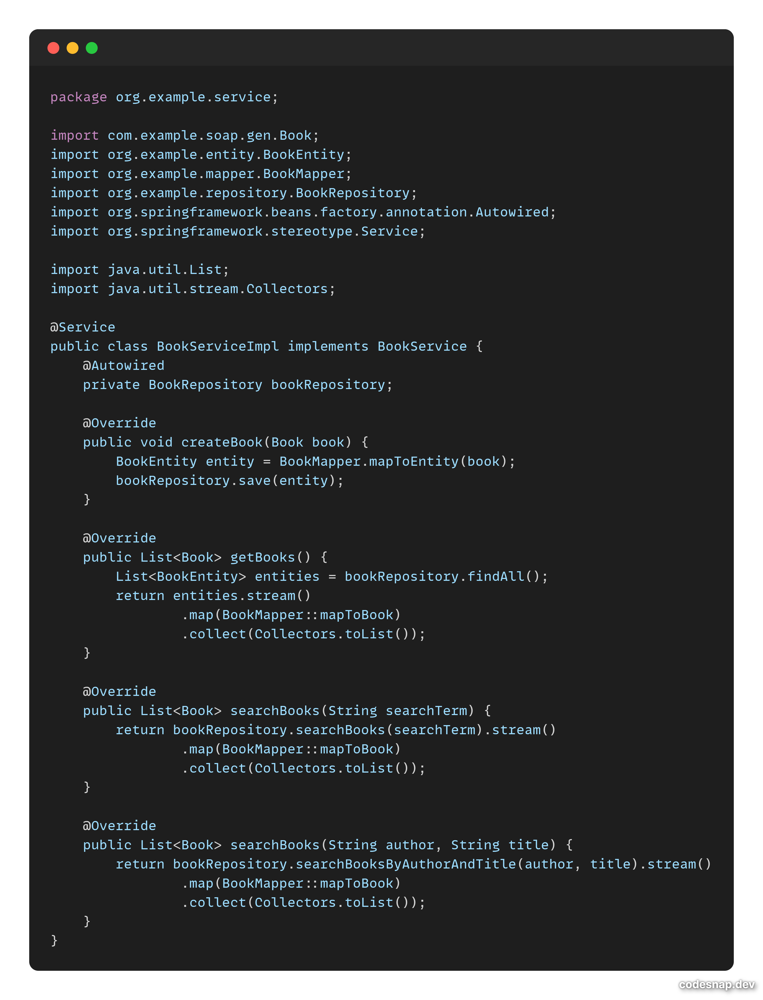 package org.example.service;

import com.example.soap.gen.Book;
import org.example.entity.BookEntity;
import org.example.mapper.BookMapper;
import org.example.repository.BookRepository;
import org.springframework.beans.factory.annotation.Autowired;
import org.springframework.stereotype.Service;

import java.util.List;
import java.util.stream.Collectors;

@Service
public class BookServiceImpl implements BookService {
    @Autowired
    private BookRepository bookRepository;

    @Override
    public void createBook(Book book) {
        BookEntity entity = BookMapper.mapToEntity(book);
        bookRepository.save(entity);
    }

    @Override
    public List<Book> getBooks() {
        List<BookEntity> entities = bookRepository.findAll();
        return entities.stream()
                .map(BookMapper::mapToBook)
                .collect(Collectors.toList());
    }

    @Override
    public List<Book> searchBooks(String searchTerm) {
        return bookRepository.searchBooks(searchTerm).stream()
                .map(BookMapper::mapToBook)
                .collect(Collectors.toList());
    }

    @Override
    public List<Book> searchBooks(String author, String title) {
        return bookRepository.searchBooksByAuthorAndTitle(author, title).stream()
                .map(BookMapper::mapToBook)
                .collect(Collectors.toList());
    }
}
codesnap.dev